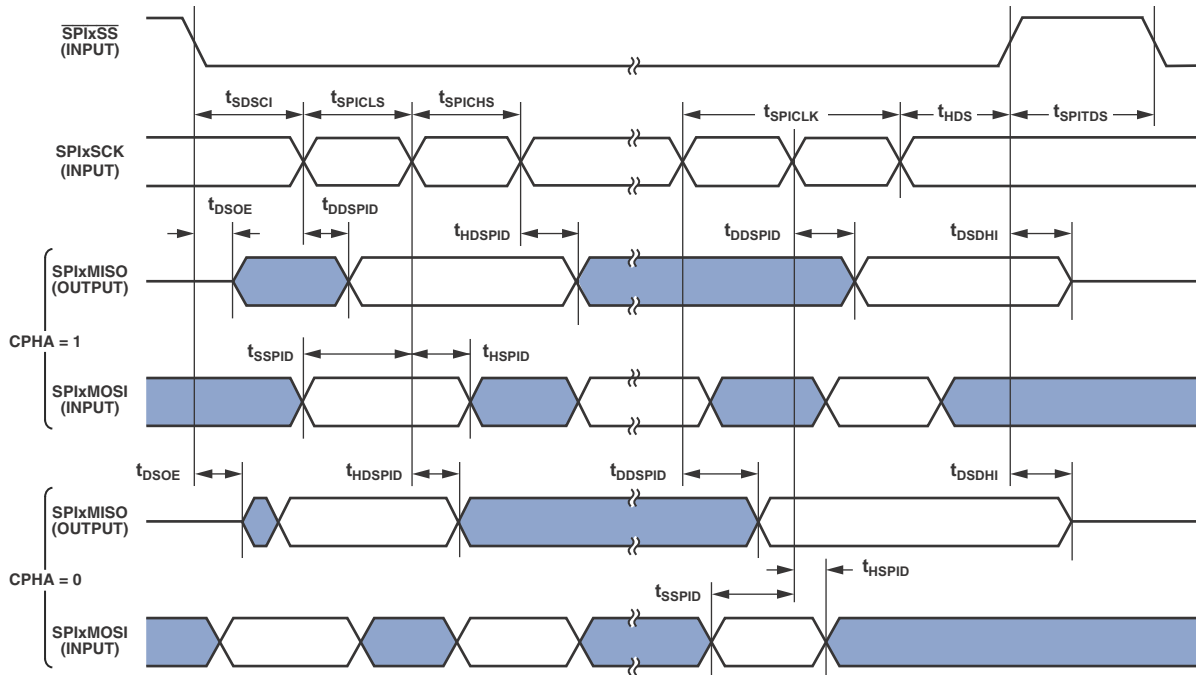 SPIxSS
(INPUT)
tSDSCI tSPICLS tSPICHS tSPICLK tHDS tSPITDS
SPIxSCK
(INPUT)
tDSOE tDDSPID tHDSPID tDDSPID tDSDHI
SPIxMISO
(OUTPUT)
CPHA = 1
tSSPID tHSPID
SPIxMOSI
(INPUT)
tDSOE tHDSPID tDDSPID tDSDHI
SPIxMISO
(OUTPUT)
CPHA = 0
tHSPID
tSSPID
SPIxMOSI
(INPUT)